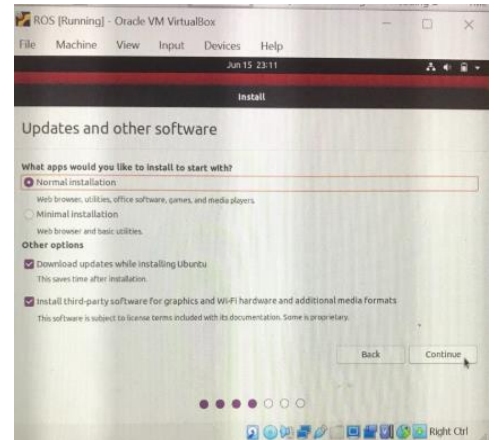 ROS [Running] - Oracle VM VirtualBox
File Machine View Input Devices Help
Jun 15 23:11
Install
Updates and other software
What apps would you like to install to start with?
Normal installation
Web browser, utilities, office software, games, and media players.
Minimal installation
Web browser and basic utilities.
Other options
Download updates while installing Ubuntu
This saves time after installation.
Install third-party software for graphics and Wi-Fi hardware and additional media formats
This software is subject to license terms included with its documentation. Some is proprietary.
Back Continue
Right Ctrl